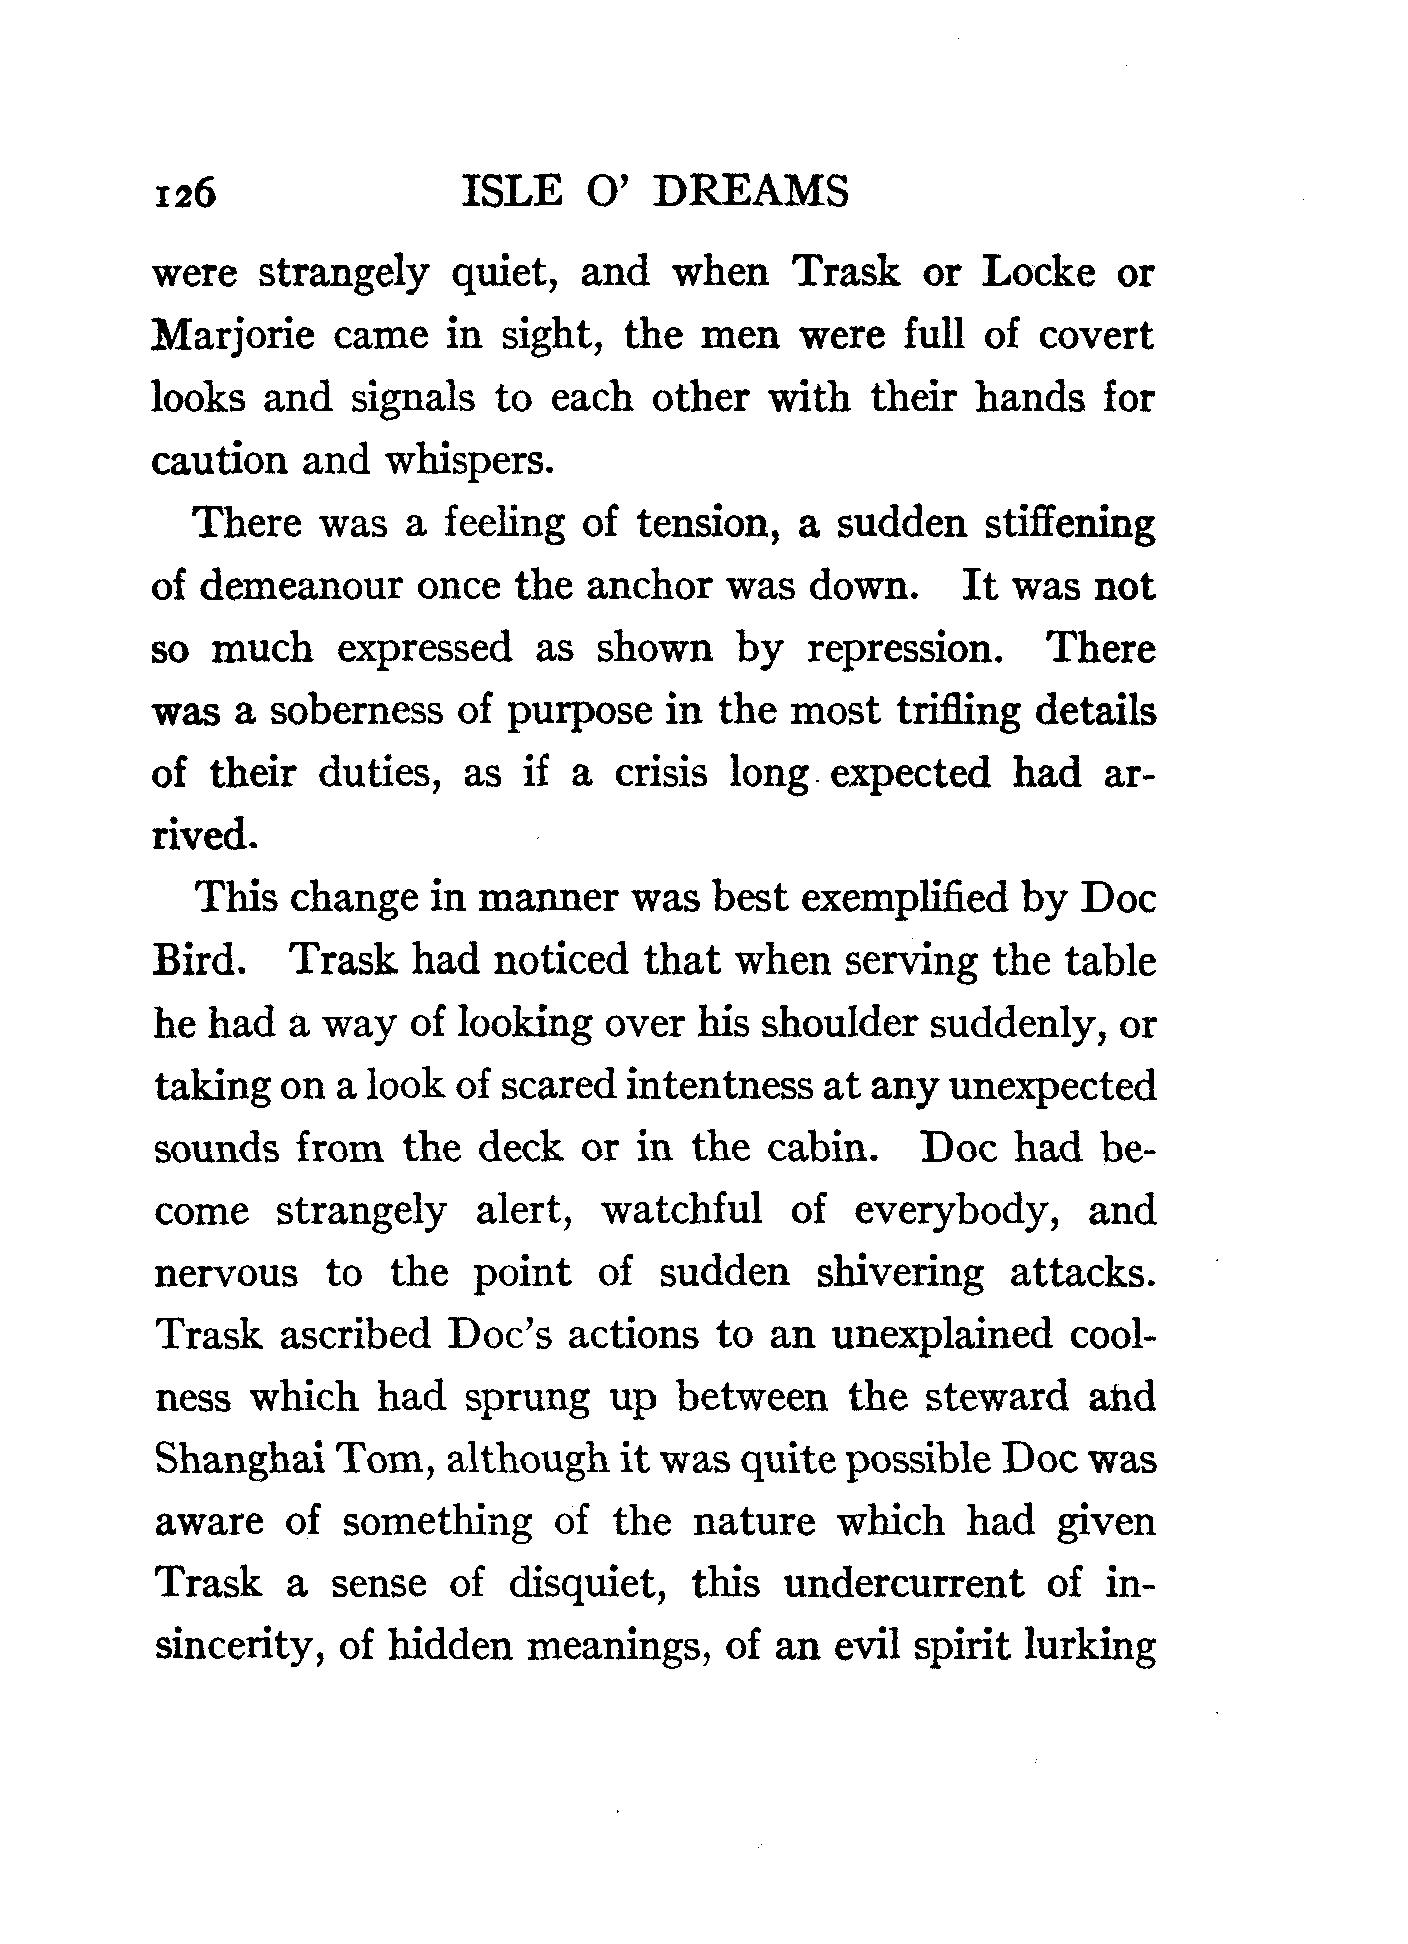 126 ISLE O' DREAMS
were strangely quiet, and when Trask or Locke or
Marjorie came in sight, the men were full of covert
looks and signals to each other with their hands for
caution and whispers.
There was a feeling of tension, a sudden stiffening
of demeanour once the anchor was down. It was not
so much expressed as shown by repression. There
was a soberness of purpose in the most trifling details
of their duties, as if a crisis long expected had ar-
rived.
This change in manner was best exemplified by Doc
Bird. Trask had noticed that when serving the table
he had a way of looking over his shoulder suddenly, or
taking on a look of scared intentness at any unexpected
sounds from the deck or in the cabin. Doc had be-
come strangely alert, watchful of everybody, and
nervous to the point of sudden shivering attacks.
Trask ascribed Doc's actions to an unexplained cool-
ness which had sprung up between the steward and
Shanghai Tom, although it was quite possible Doc was
aware of something of the nature which had given
Trask a sense of disquiet, this undercurrent of in-
sincerity, of hidden meanings, of an evil spirit lurking